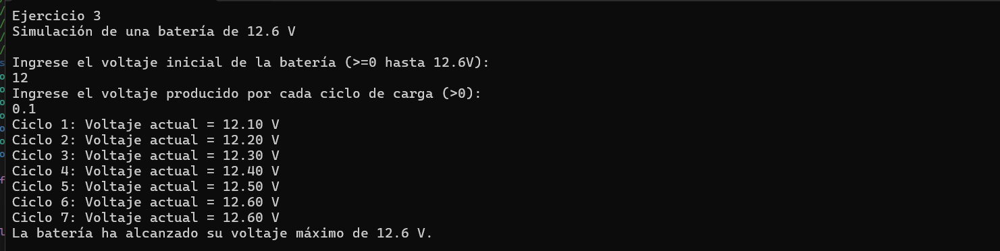 Ejercicio 3
Simulación de una batería de 12.6 V
Ingrese el voltaje inicial de la batería (>=0 hasta 12.6V):
12
Ingrese el voltaje producido por cada ciclo de carga (>0):
0.1
Ciclo 1: Voltaje actual = 12.10 V
Ciclo 2: Voltaje actual = 12.20 V
Ciclo 3: Voltaje actual = 12.30 V
Ciclo 4: Voltaje actual = 12.40 V
Ciclo 5: Voltaje actual = 12.50 V
Ciclo 6: Voltaje actual = 12.60 V
Ciclo 7: Voltaje actual = 12.60 V
La batería ha alcanzado su voltaje máximo de 12.6 V.